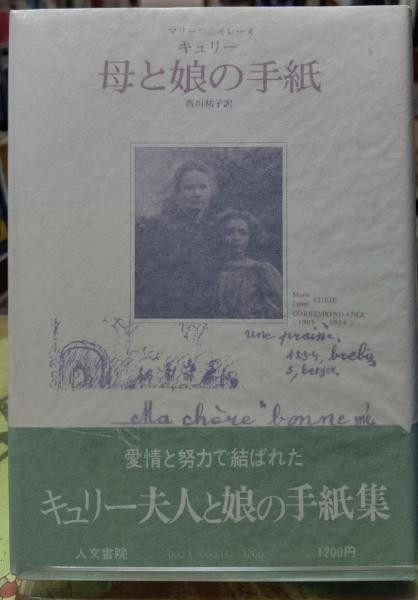 マリー=イレーヌ
キュリー
母と娘の手紙
西川祐子訳
Marie
Irène CURIE
CORRESPONDANCE
( 1905 - 1934 )
une prairie,
1234, brebis
5, berger.
Ma chère bonne mé
愛情と努力で結ばれた
キュリー夫人と娘の手紙集
人文書院
1200円